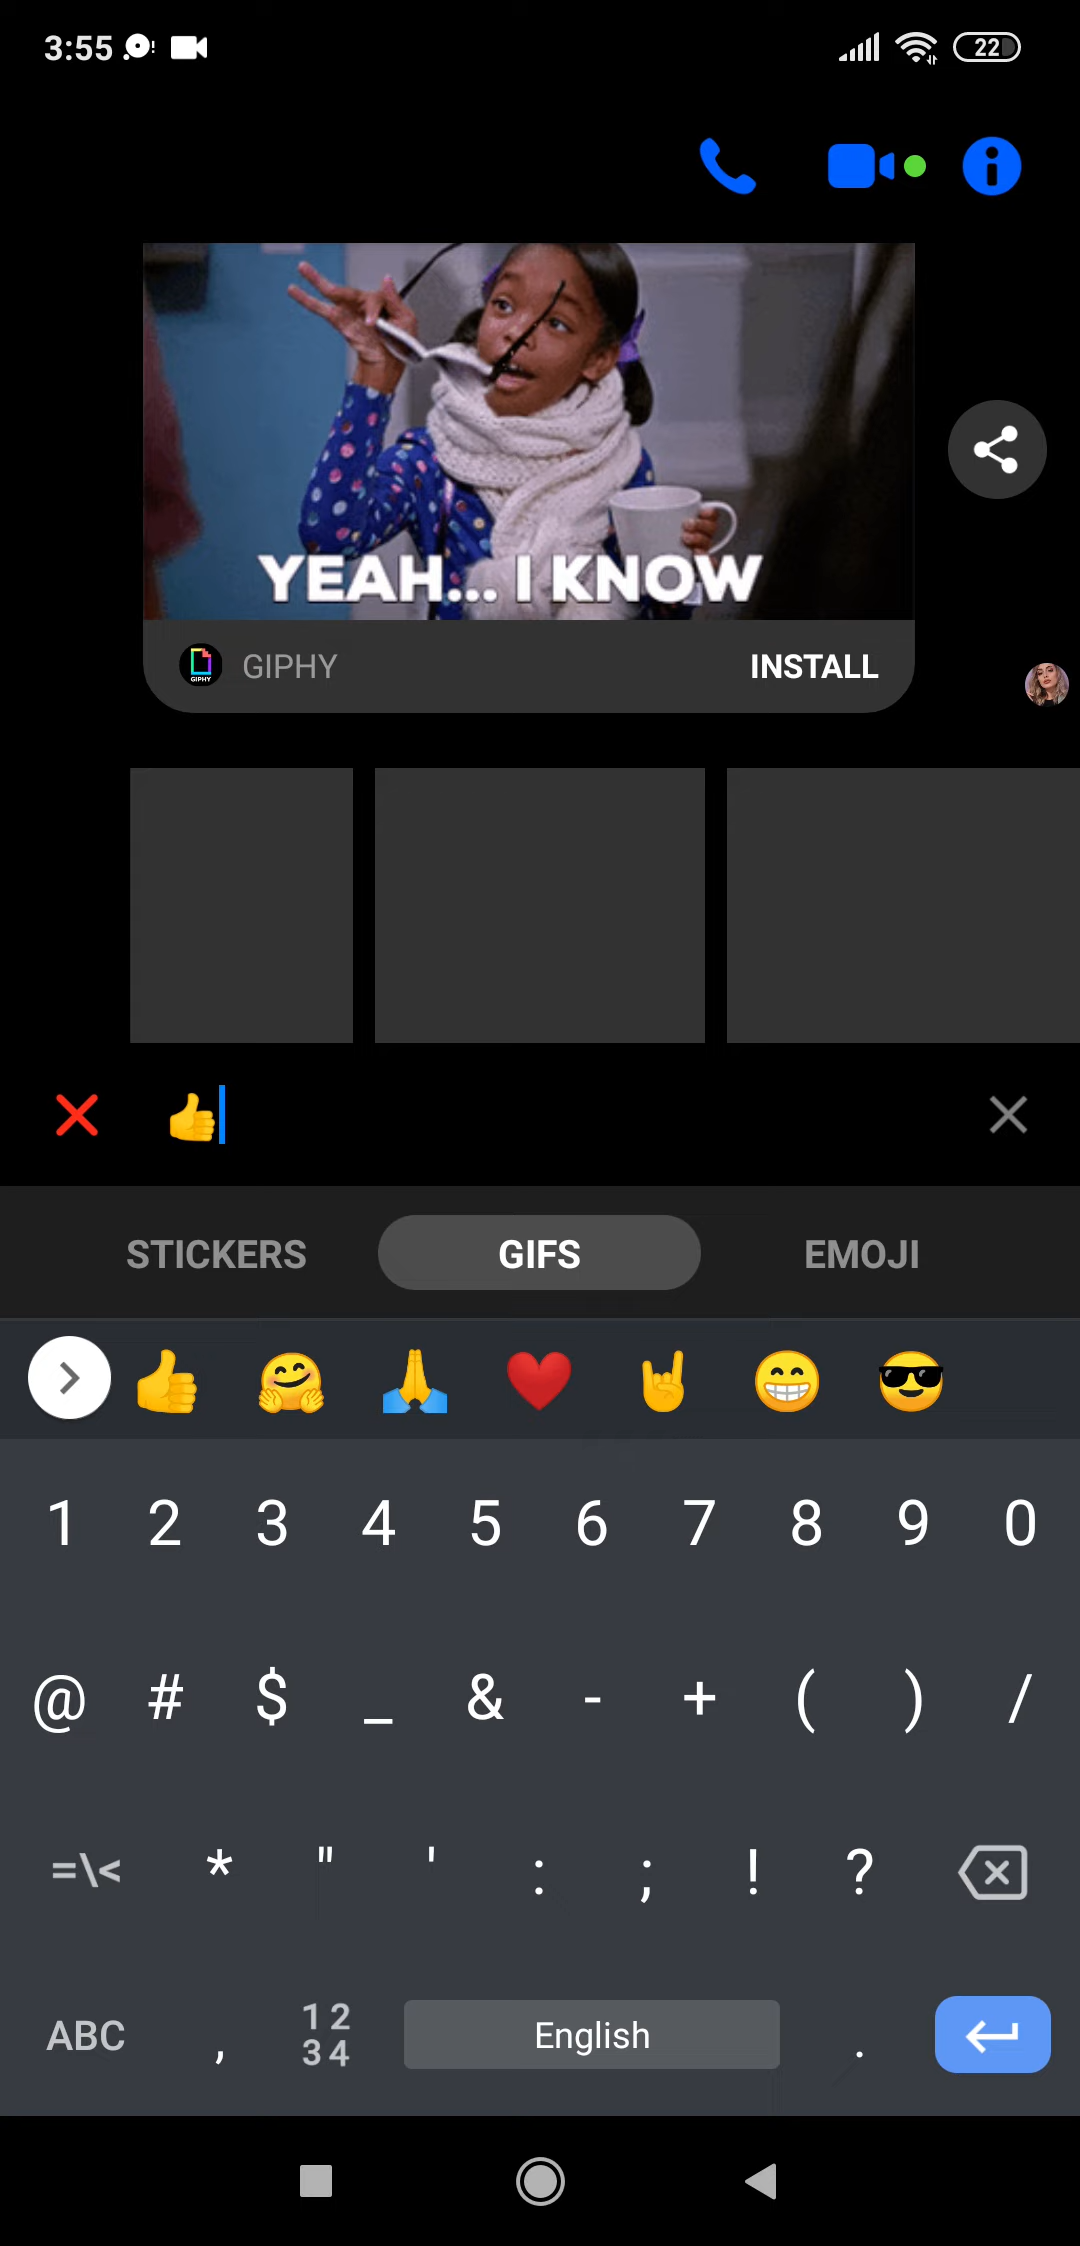 3:55
22
YEAH... I KNOW
GIPHY
GIPHY
INSTALL
👍
STICKERS
GIFS
EMOJI
👍 🤗 🙏 ❤️ 🤘 😁 😎
1 2 3 4 5 6 7 8 9 0
@ # $ _ & - + ( ) /
=\< * " ' : ; ! ?
ABC , 12
34 English .